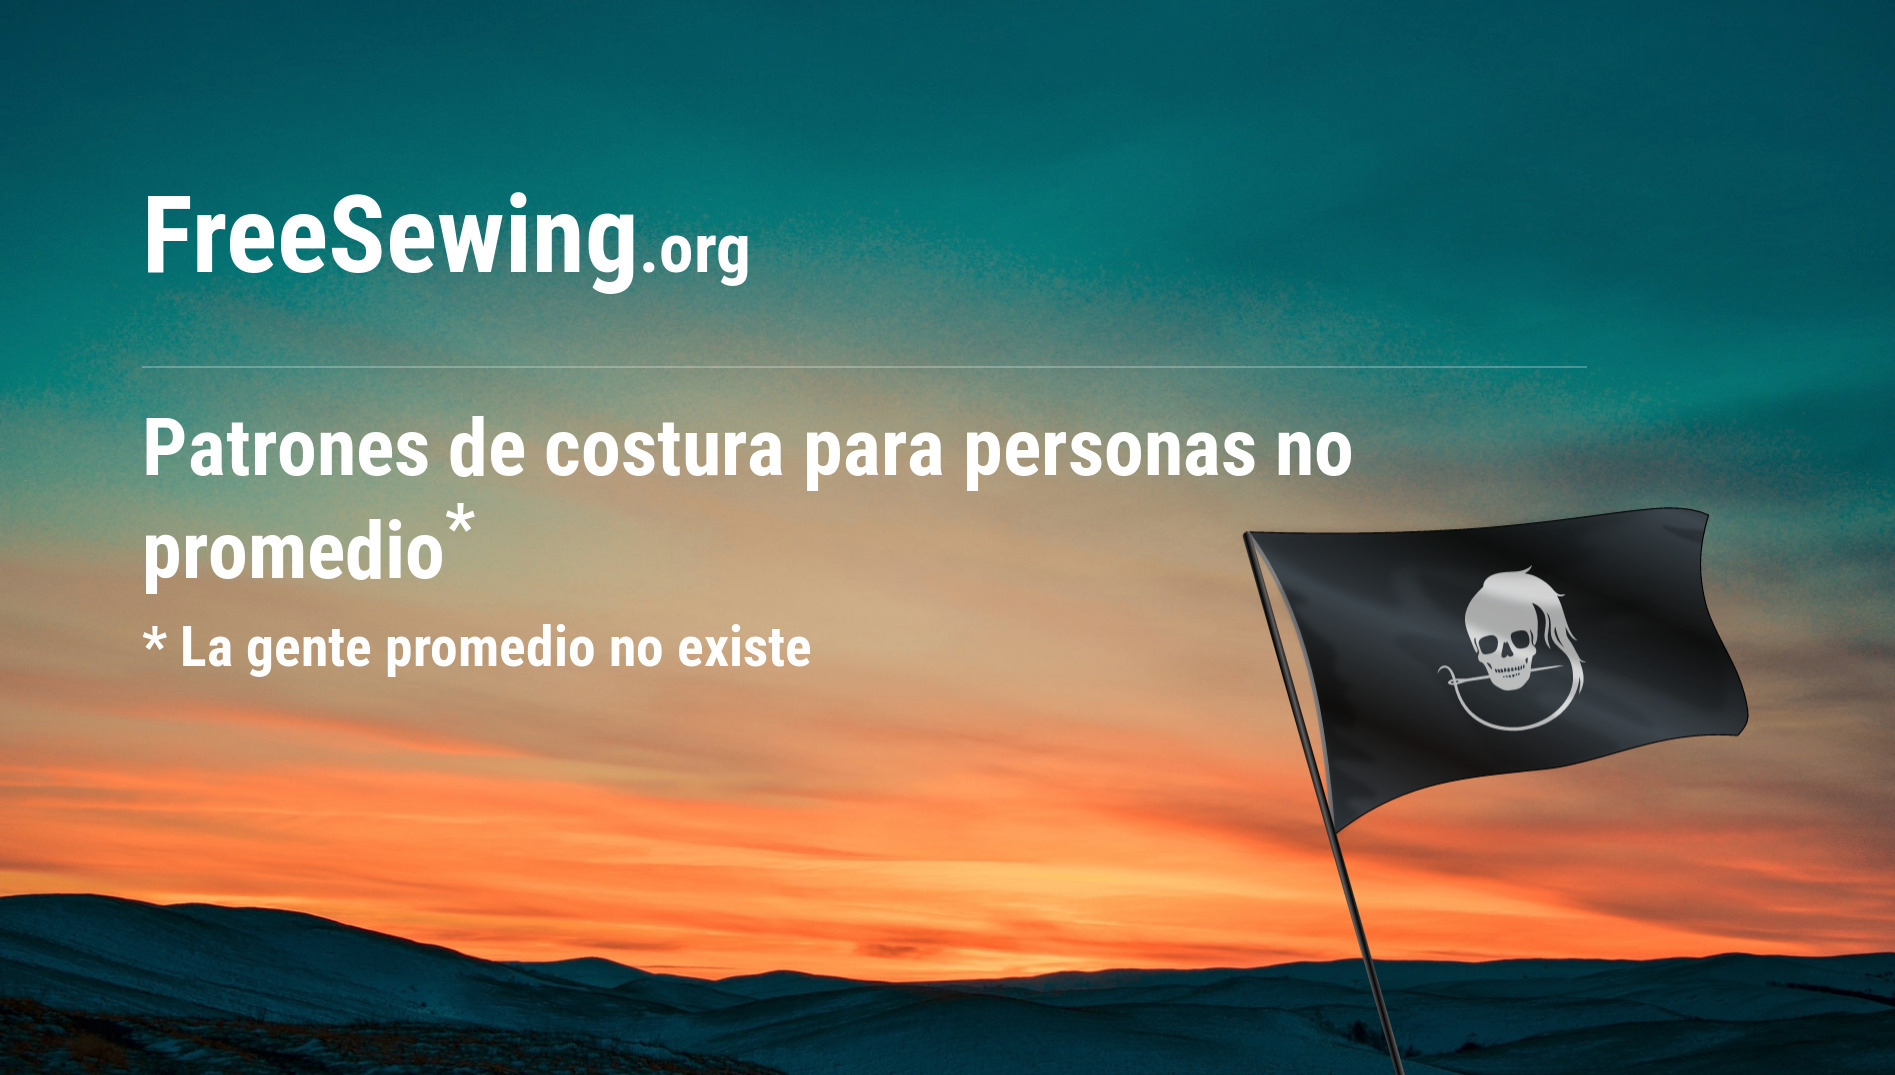 FreeSewing.org
Patrones de costura para personas no
promedio*
* La gente promedio no existe